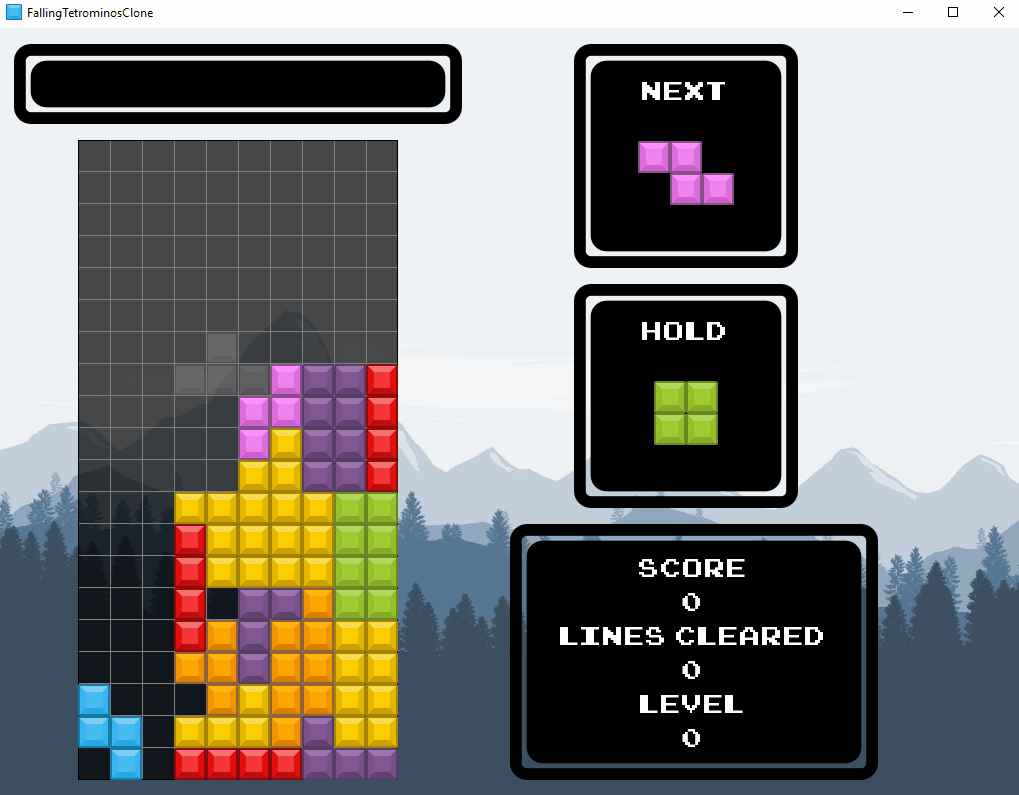 FallingTetrominosClone
NEXT
HOLD
SCORE
0
LINES CLEARED
0
LEVEL
0